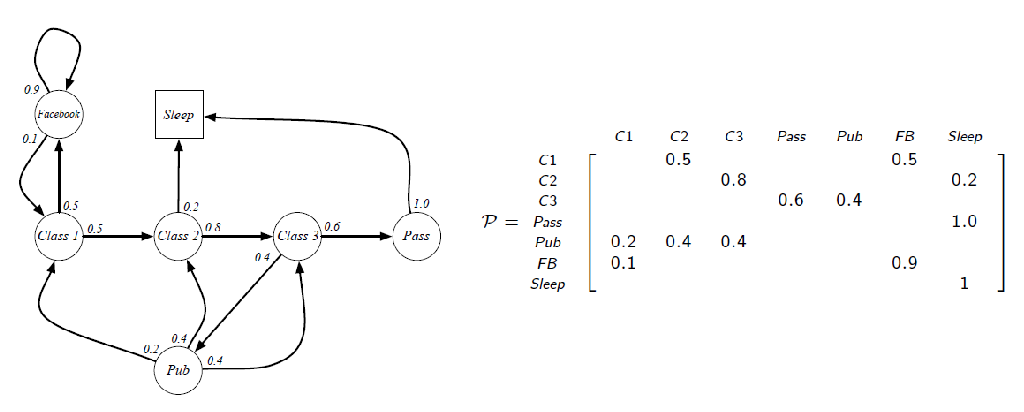 0.9
Facebook
Sleep
0.1
0.5
0.2
1.0
Class 1
0.5
Class 2
0.8
Class 3
0.6
Pass
0.4
0.4
0.2
0.4
Pub
C1 C2 C3 Pass Pub FB Sleep
C1 0.5 0.5
C2 0.8 0.2
C3 0.6 0.4
𝒫 = Pass 1.0
Pub 0.2 0.4 0.4
FB 0.1 0.9
Sleep 1